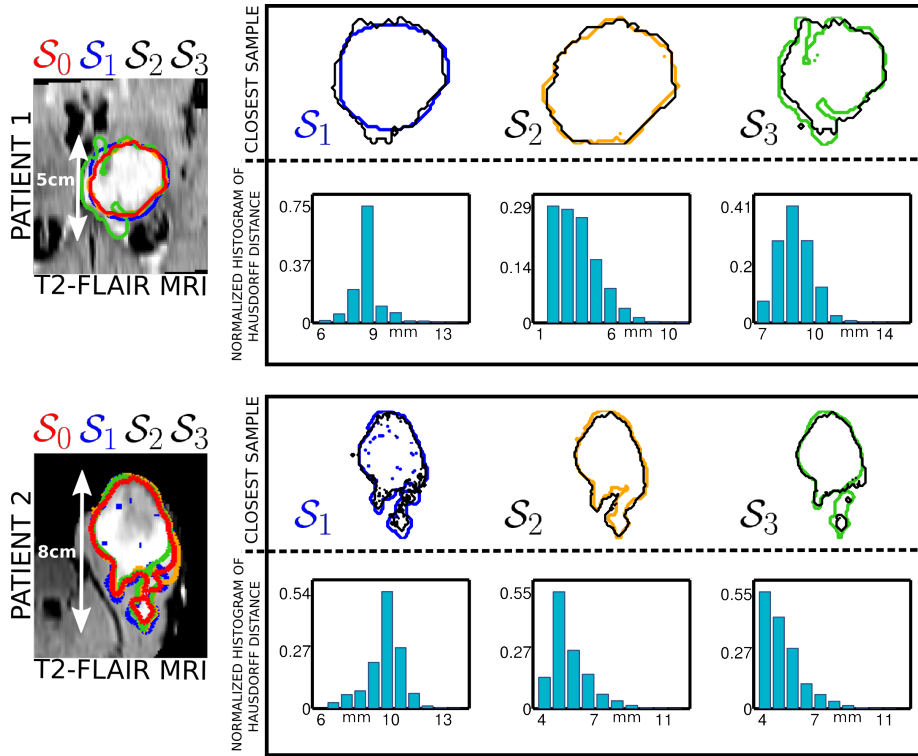 PATIENT 1
S0 S1 S2 S3
5cm
T2-FLAIR MRI
CLOSEST SAMPLE
S1
S2
S3
NORMALIZED HISTOGRAM OF
HAUSDORFF DISTANCE
0.75
0.37
0
6 9 mm 13
0.29
0.14
0
1 6 mm 10
0.41
0.2
0
7 10 mm 14
PATIENT 2
S0 S1 S2 S3
8cm
T2-FLAIR MRI
CLOSEST SAMPLE
S1
S2
S3
NORMALIZED HISTOGRAM OF
HAUSDORFF DISTANCE
0.54
0.27
0
6 mm 10 13
0.55
0.27
0
4 7 mm 11
0.55
0.27
0
4 7 mm 11